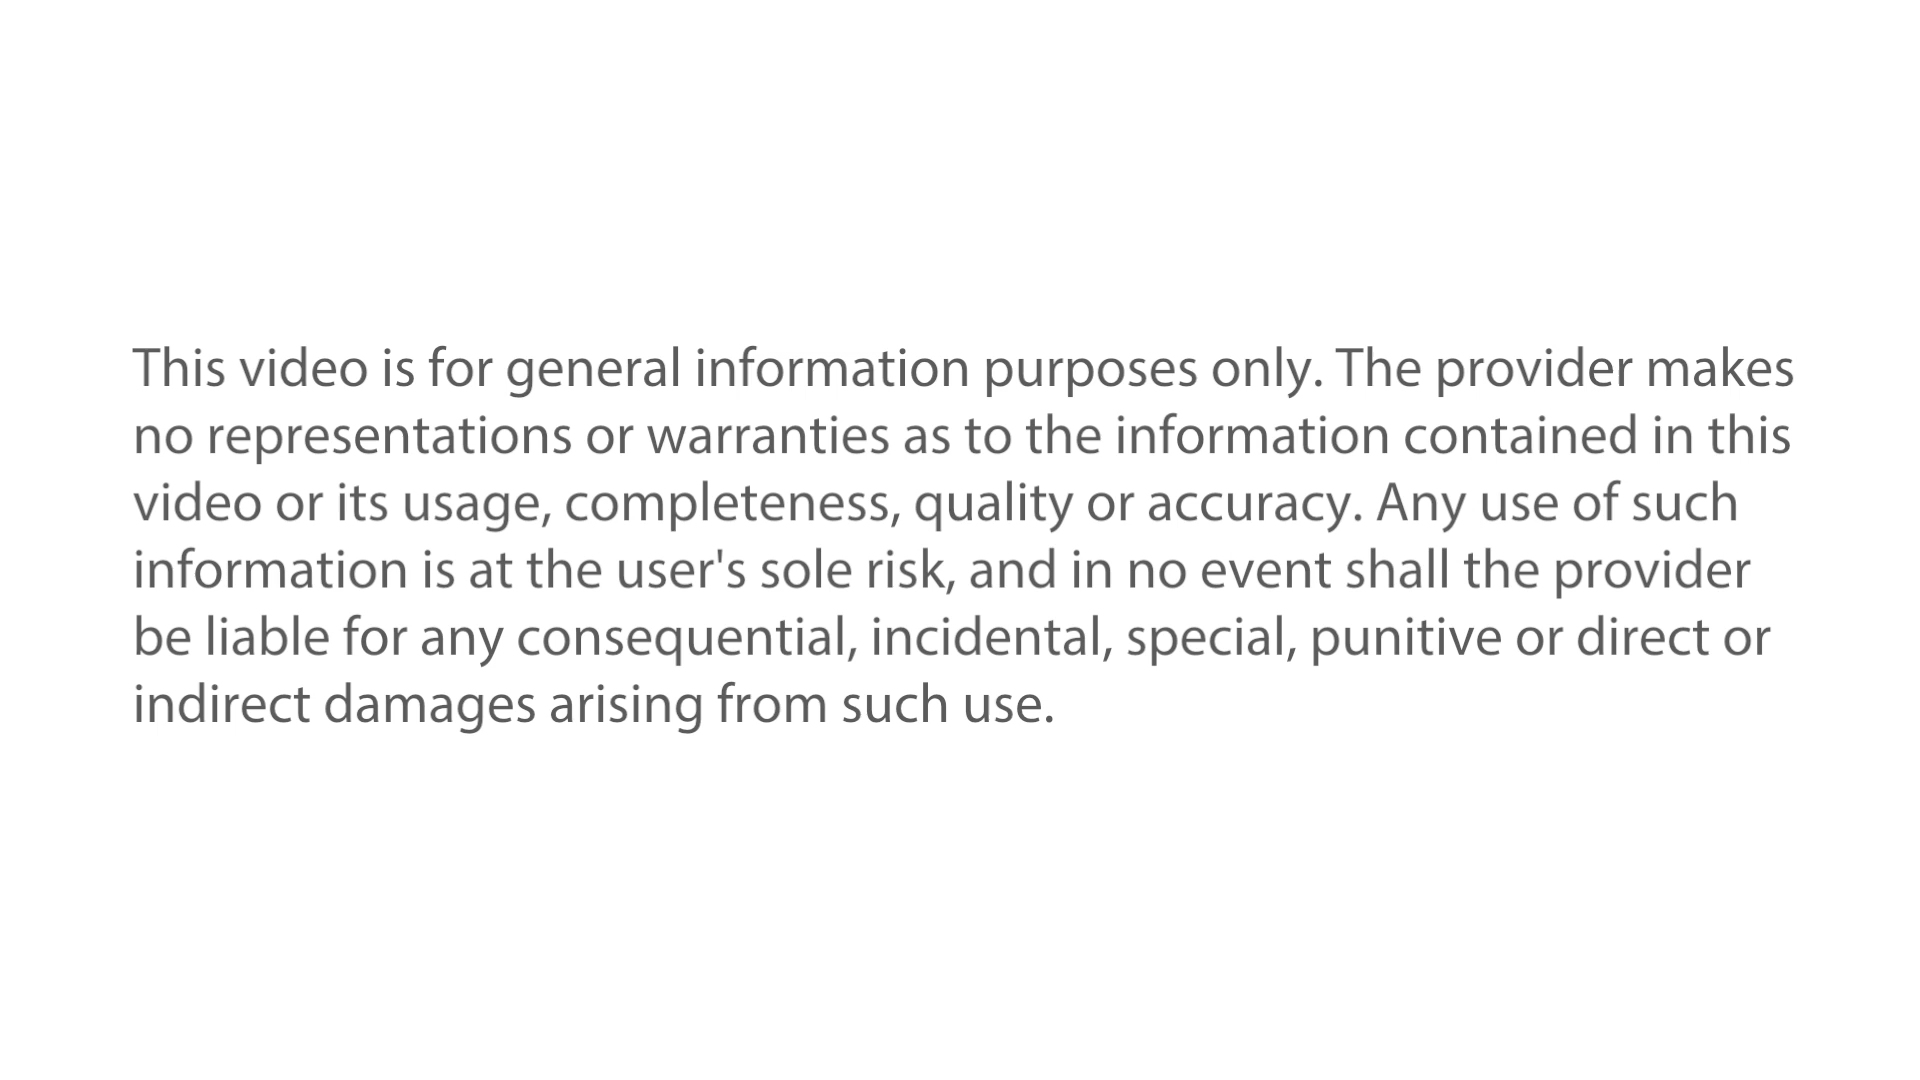 This video is for general information purposes only. The provider makes
no representations or warranties as to the information contained in this
video or its usage, completeness, quality or accuracy. Any use of such
information is at the user's sole risk, and in no event shall the provider
be liable for any consequential, incidental, special, punitive or direct or
indirect damages arising from such use.